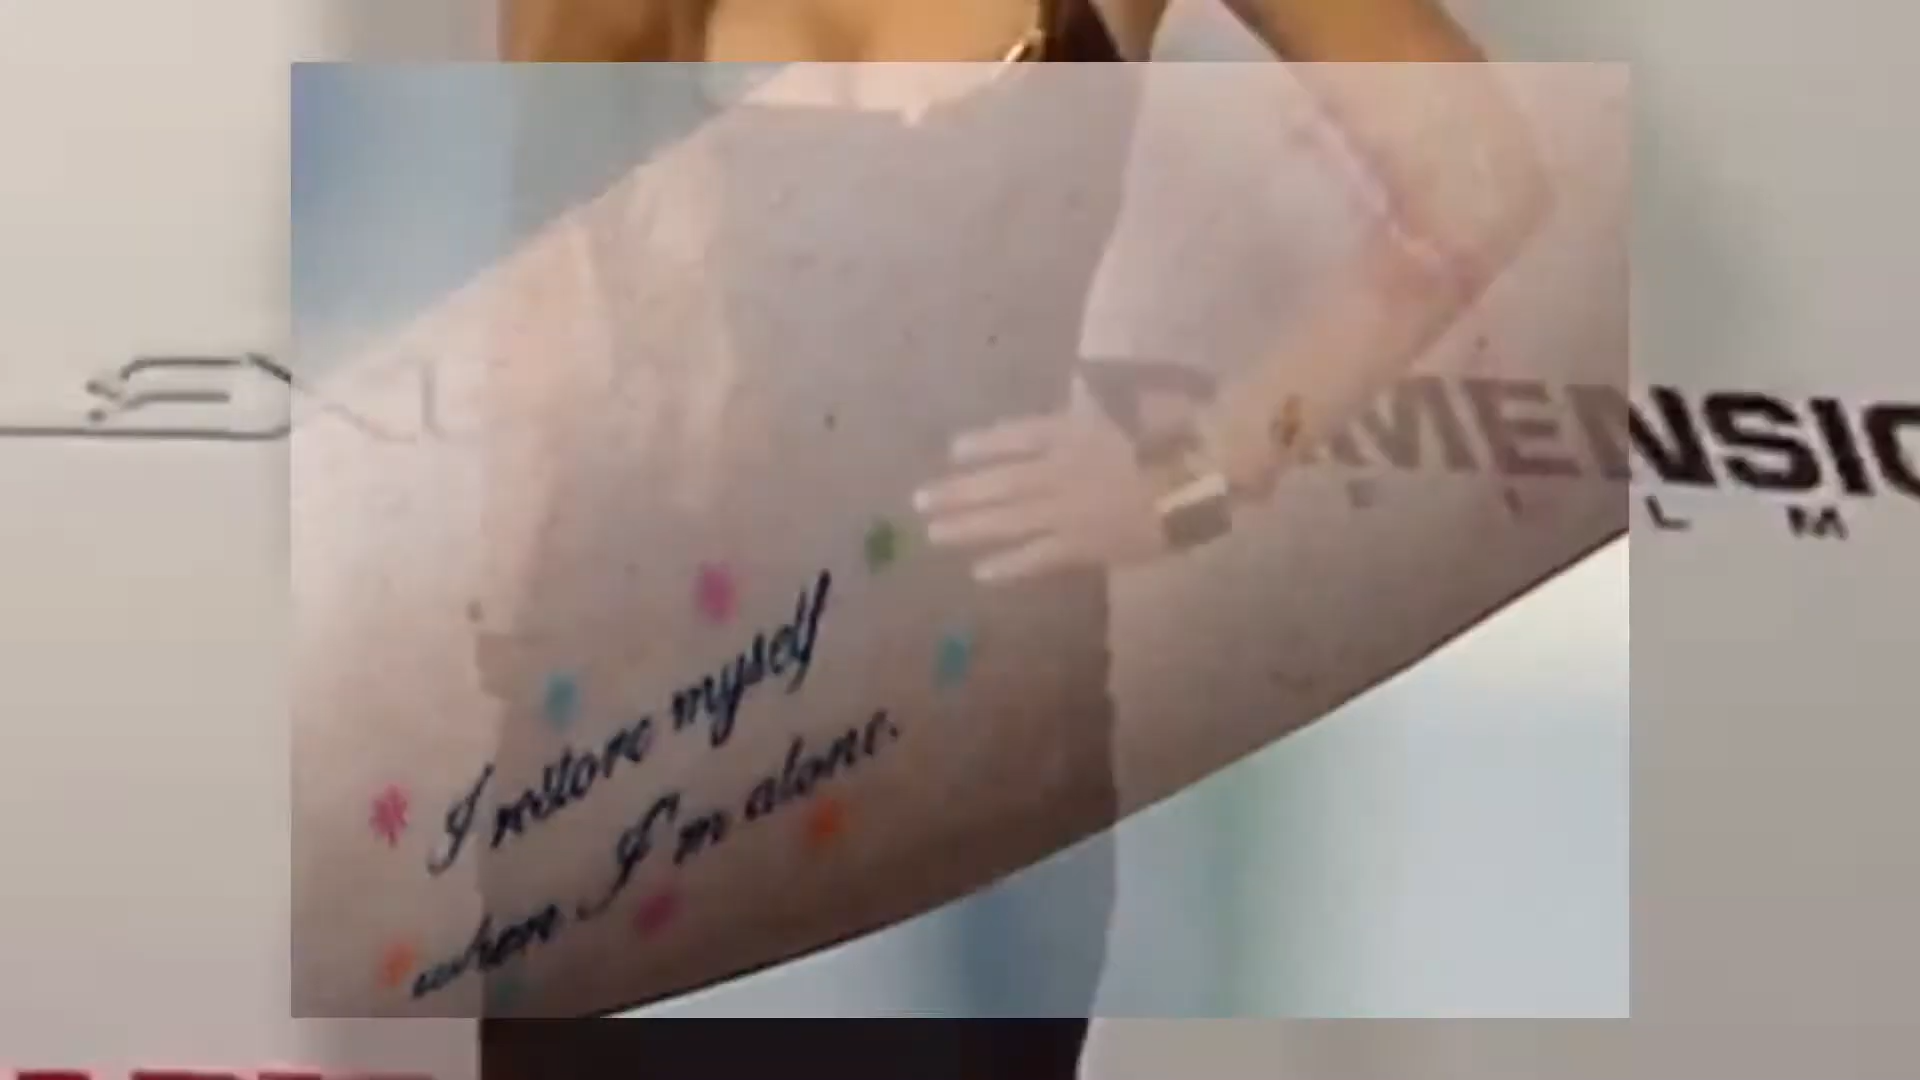 I restore myself
when I'm alone.
DIMENSIO
F I L M